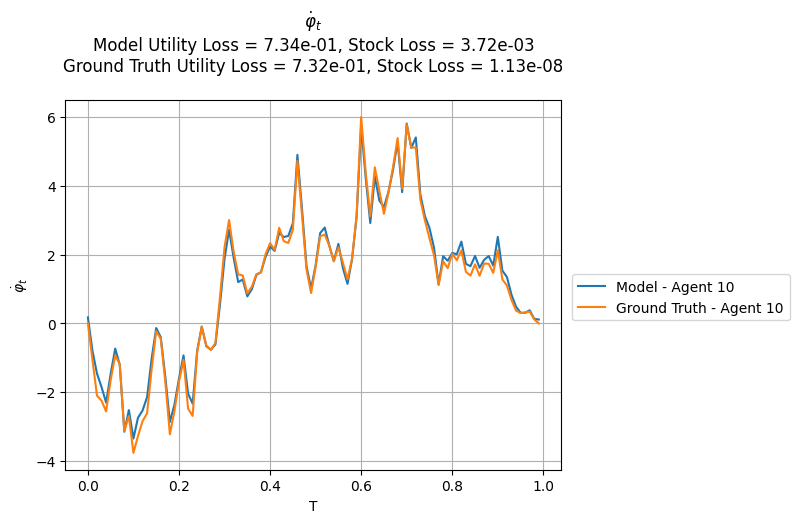 φ̇ₜ
Model Utility Loss = 7.34e-01, Stock Loss = 3.72e-03
Ground Truth Utility Loss = 7.32e-01, Stock Loss = 1.13e-08
6
4
2
0
−2
−4
φ̇ₜ
0.0 0.2 0.4 0.6 0.8 1.0
T
Model - Agent 10
Ground Truth - Agent 10